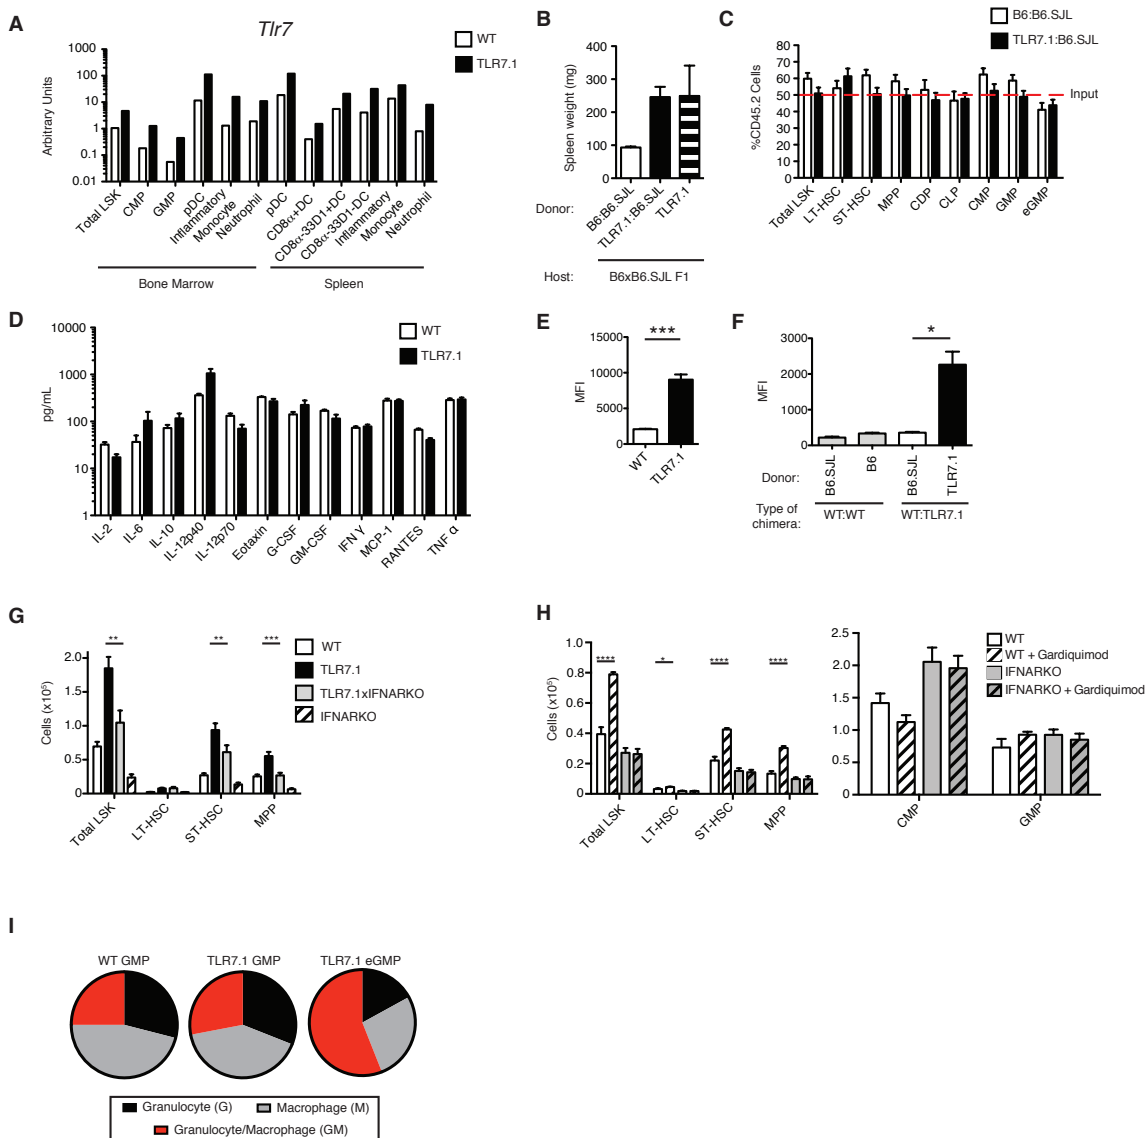 A
Tlr7
WT
TLR7.1
Arbitrary Units
1000
100
10
1
0.1
0.01
Total LSK
CMP
GMP
pDC
Inflammatory
Monocyte
Neutrophil
pDC
CD8α+DC
CD8α-33D1+DC
CD8α-33D1-DC
Inflammatory
Monocyte
Neutrophil
Bone Marrow
Spleen
B
Spleen weight (mg)
400
300
200
100
0
Donor:
B6:B6.SJL
TLR7.1:B6.SJL
TLR7.1
Host:
B6xB6.SJL F1
C
B6:B6.SJL
TLR7.1:B6.SJL
%CD45.2 Cells
80
70
60
50
40
30
20
10
0
Input
Total LSK
LT-HSC
ST-HSC
MPP
CDP
CLP
CMP
GMP
eGMP
D
WT
TLR7.1
pg/mL
10000
1000
100
10
1
IL-2
IL-6
IL-10
IL-12p40
IL-12p70
Eotaxin
G-CSF
GM-CSF
IFN γ
MCP-1
RANTES
TNF α
E
***
MFI
15000
10000
5000
0
WT
TLR7.1
F
*
MFI
3000
2000
1000
0
Donor:
B6.SJL
B6
B6.SJL
TLR7.1
Type of
chimera:
WT:WT
WT:TLR7.1
G
WT
TLR7.1
TLR7.1xIFNARKO
IFNARKO
**
**
***
Cells (x10⁵)
2.0
1.5
1.0
0.5
0
Total LSK
LT-HSC
ST-HSC
MPP
H
****
*
****
****
Cells (x10⁵)
1.0
0.8
0.6
0.4
0.2
0
Total LSK
LT-HSC
ST-HSC
MPP
2.5
2.0
1.5
1.0
0.5
0
CMP
GMP
WT
WT + Gardiquimod
IFNARKO
IFNARKO + Gardiquimod
I
WT GMP
TLR7.1 GMP
TLR7.1 eGMP
Granulocyte (G)
Macrophage (M)
Granulocyte/Macrophage (GM)